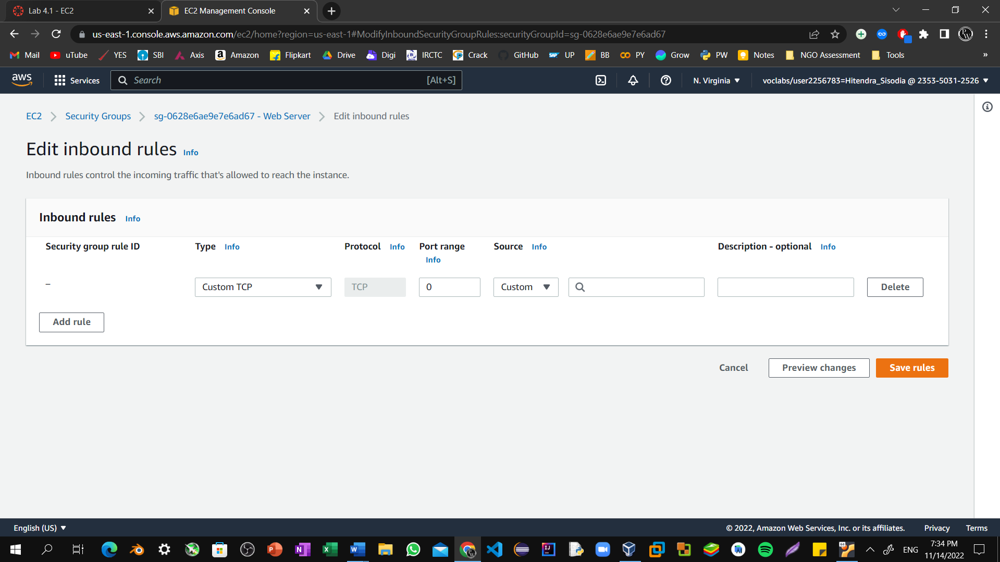 Lab 4.1 - EC2
EC2 Management Console
us-east-1.console.aws.amazon.com/ec2/home?region=us-east-1#ModifyInboundSecurityGroupRules:securityGroupId=sg-0628e6ae9e7e6ad67
Mail uTube YES SBI Axis Amazon Flipkart Drive Digi IRCTC Crack GitHub UP BB PY Grow PW Notes NGO Assessment Tools »
aws Services Search [Alt+S] N. Virginia voclabs/user2256783=Hitendra_Sisodia @ 2353-5031-2526
EC2 Security Groups sg-0628e6ae9e7e6ad67 - Web Server Edit inbound rules
Edit inbound rules Info
Inbound rules control the incoming traffic that's allowed to reach the instance.
Inbound rules Info
Security group rule ID Type Info Protocol Info Port range Info Source Info Description - optional Info
– Custom TCP TCP 0 Custom Delete
Add rule
Cancel Preview changes Save rules
English (US) © 2022, Amazon Web Services, Inc. or its affiliates. Privacy Terms
ENG 7:34 PM
11/14/2022